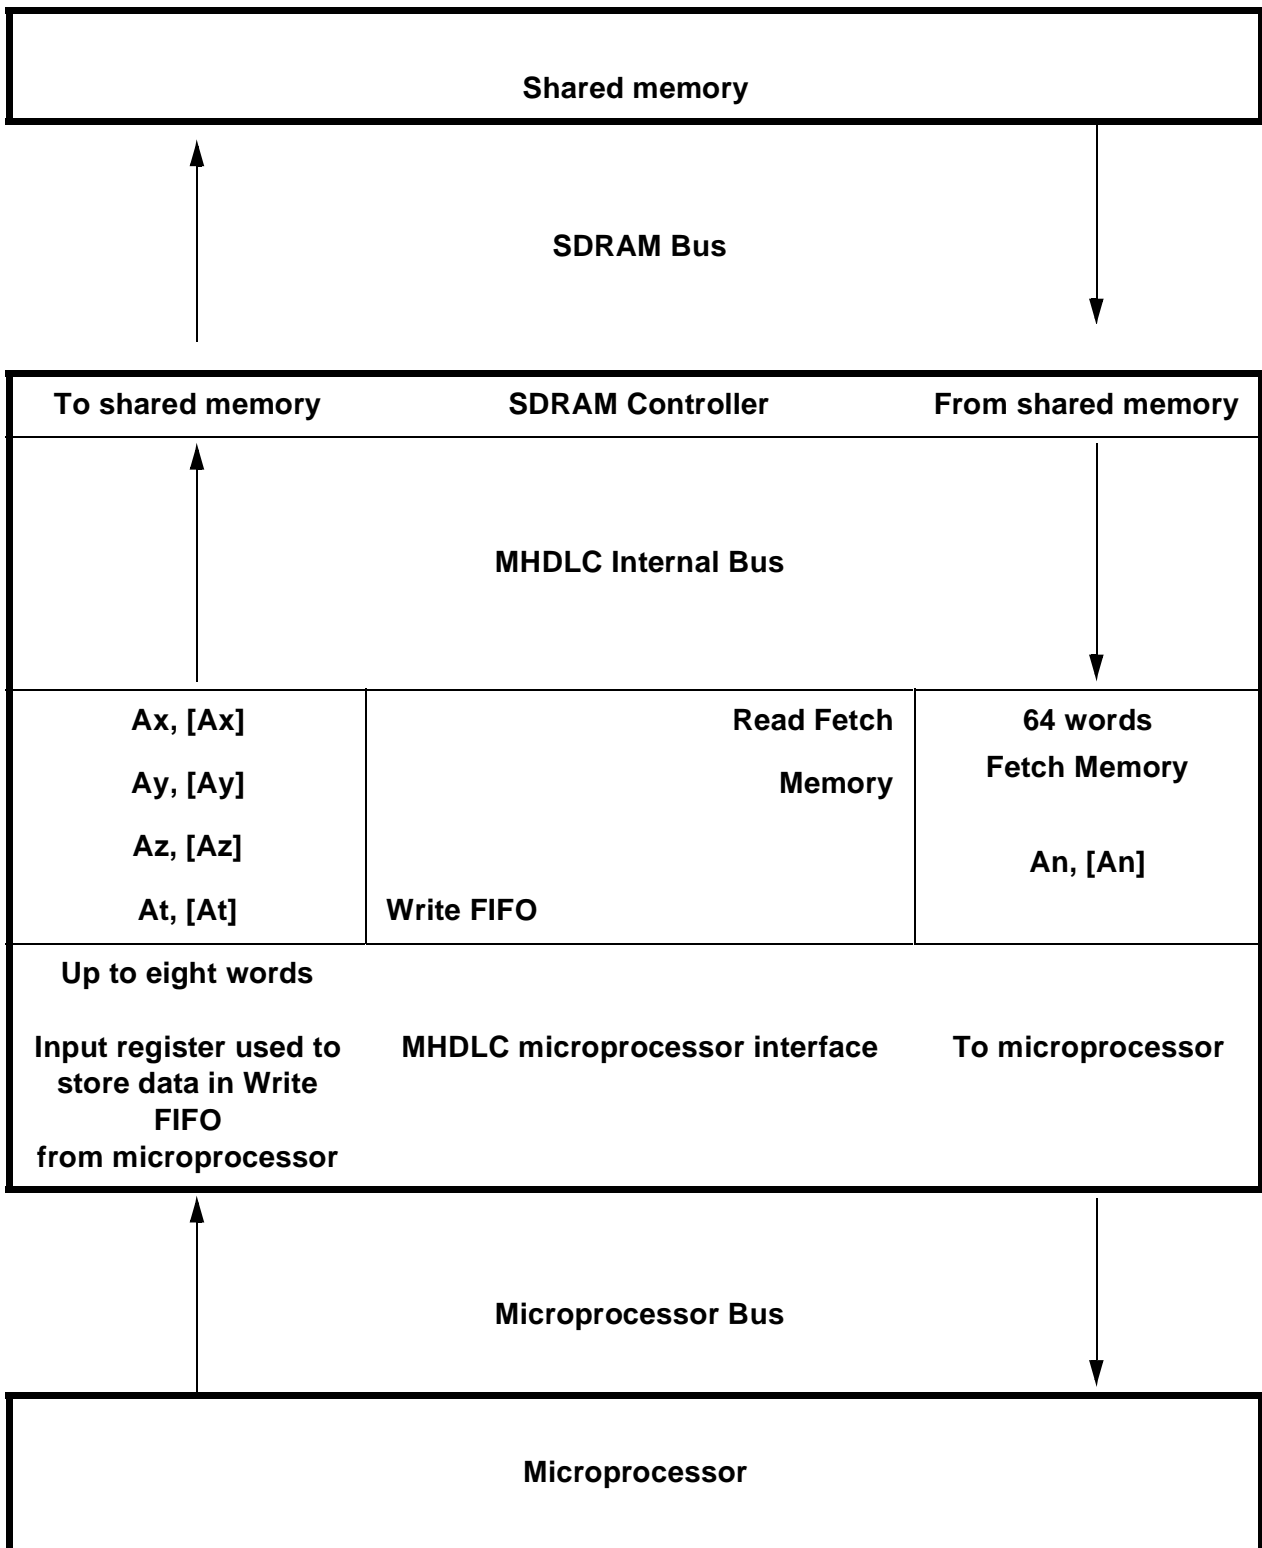 Shared memory
SDRAM Bus
To shared memory
SDRAM Controller
From shared memory
MHDLC Internal Bus
Ax, [Ax]
Ay, [Ay]
Az, [Az]
At, [At]
Read Fetch
Memory
Write FIFO
64 words
Fetch Memory
An, [An]
Up to eight words
Input register used to
store data in Write
FIFO
from microprocessor
MHDLC microprocessor interface
To microprocessor
Microprocessor Bus
Microprocessor